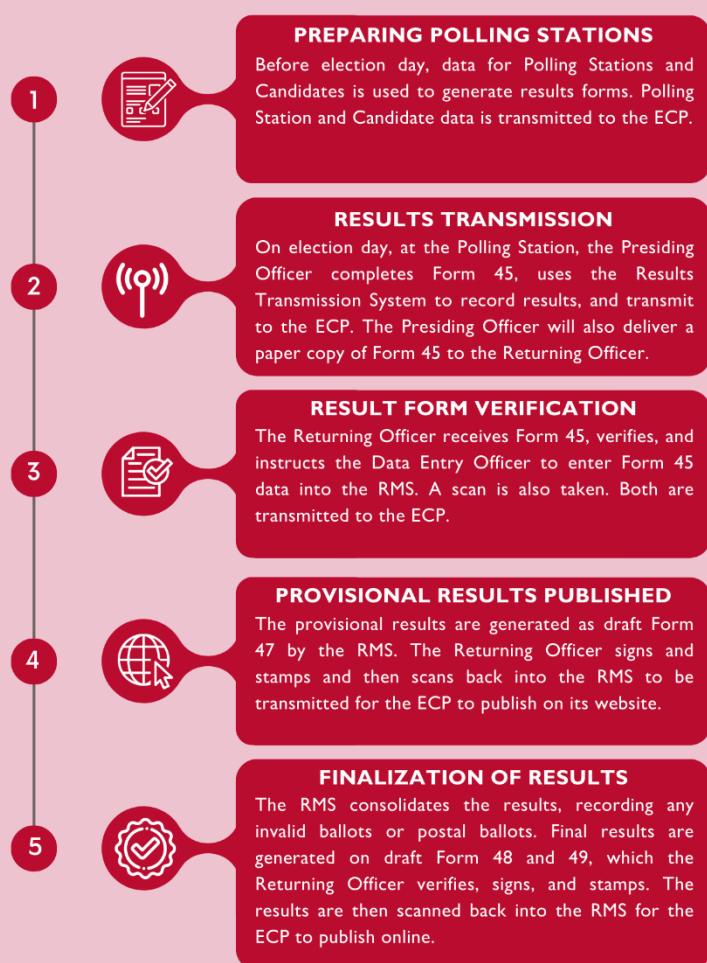 1
PREPARING POLLING STATIONS
Before election day, data for Polling Stations and
Candidates is used to generate results forms. Polling
Station and Candidate data is transmitted to the ECP.
2
RESULTS TRANSMISSION
On election day, at the Polling Station, the Presiding
Officer completes Form 45, uses the Results
Transmission System to record results, and transmit
to the ECP. The Presiding Officer will also deliver a
paper copy of Form 45 to the Returning Officer.
3
RESULT FORM VERIFICATION
The Returning Officer receives Form 45, verifies, and
instructs the Data Entry Officer to enter Form 45
data into the RMS. A scan is also taken. Both are
transmitted to the ECP.
4
PROVISIONAL RESULTS PUBLISHED
The provisional results are generated as draft Form
47 by the RMS. The Returning Officer signs and
stamps and then scans back into the RMS to be
transmitted for the ECP to publish on its website.
5
FINALIZATION OF RESULTS
The RMS consolidates the results, recording any
invalid ballots or postal ballots. Final results are
generated on draft Form 48 and 49, which the
Returning Officer verifies, signs, and stamps. The
results are then scanned back into the RMS for the
ECP to publish online.